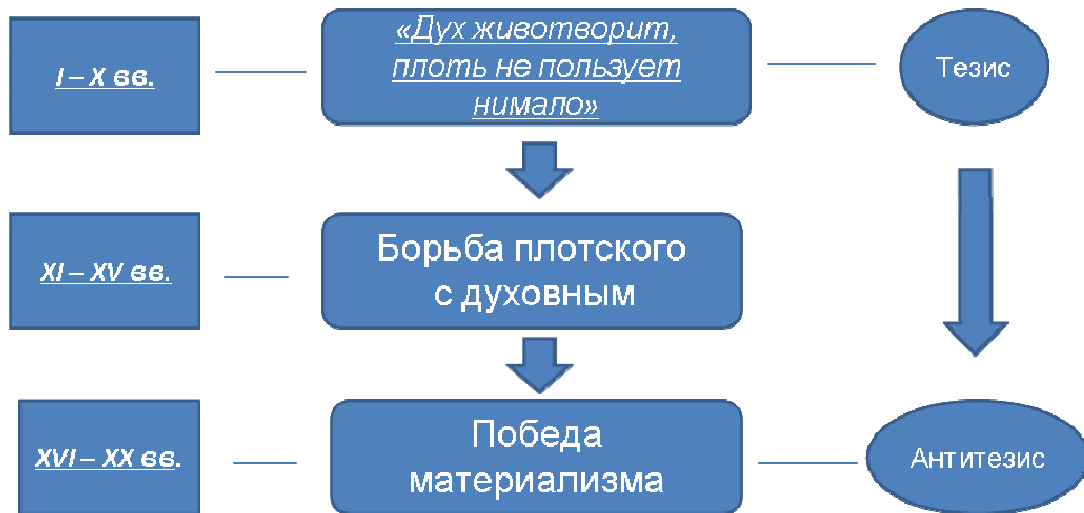 I – X вв.
«Дух животворит,
плоть не пользует
нимало»
Тезис
XI – XV вв.
Борьба плотского
с духовным
XVI – XX вв.
Победа
материализма
Антитезис